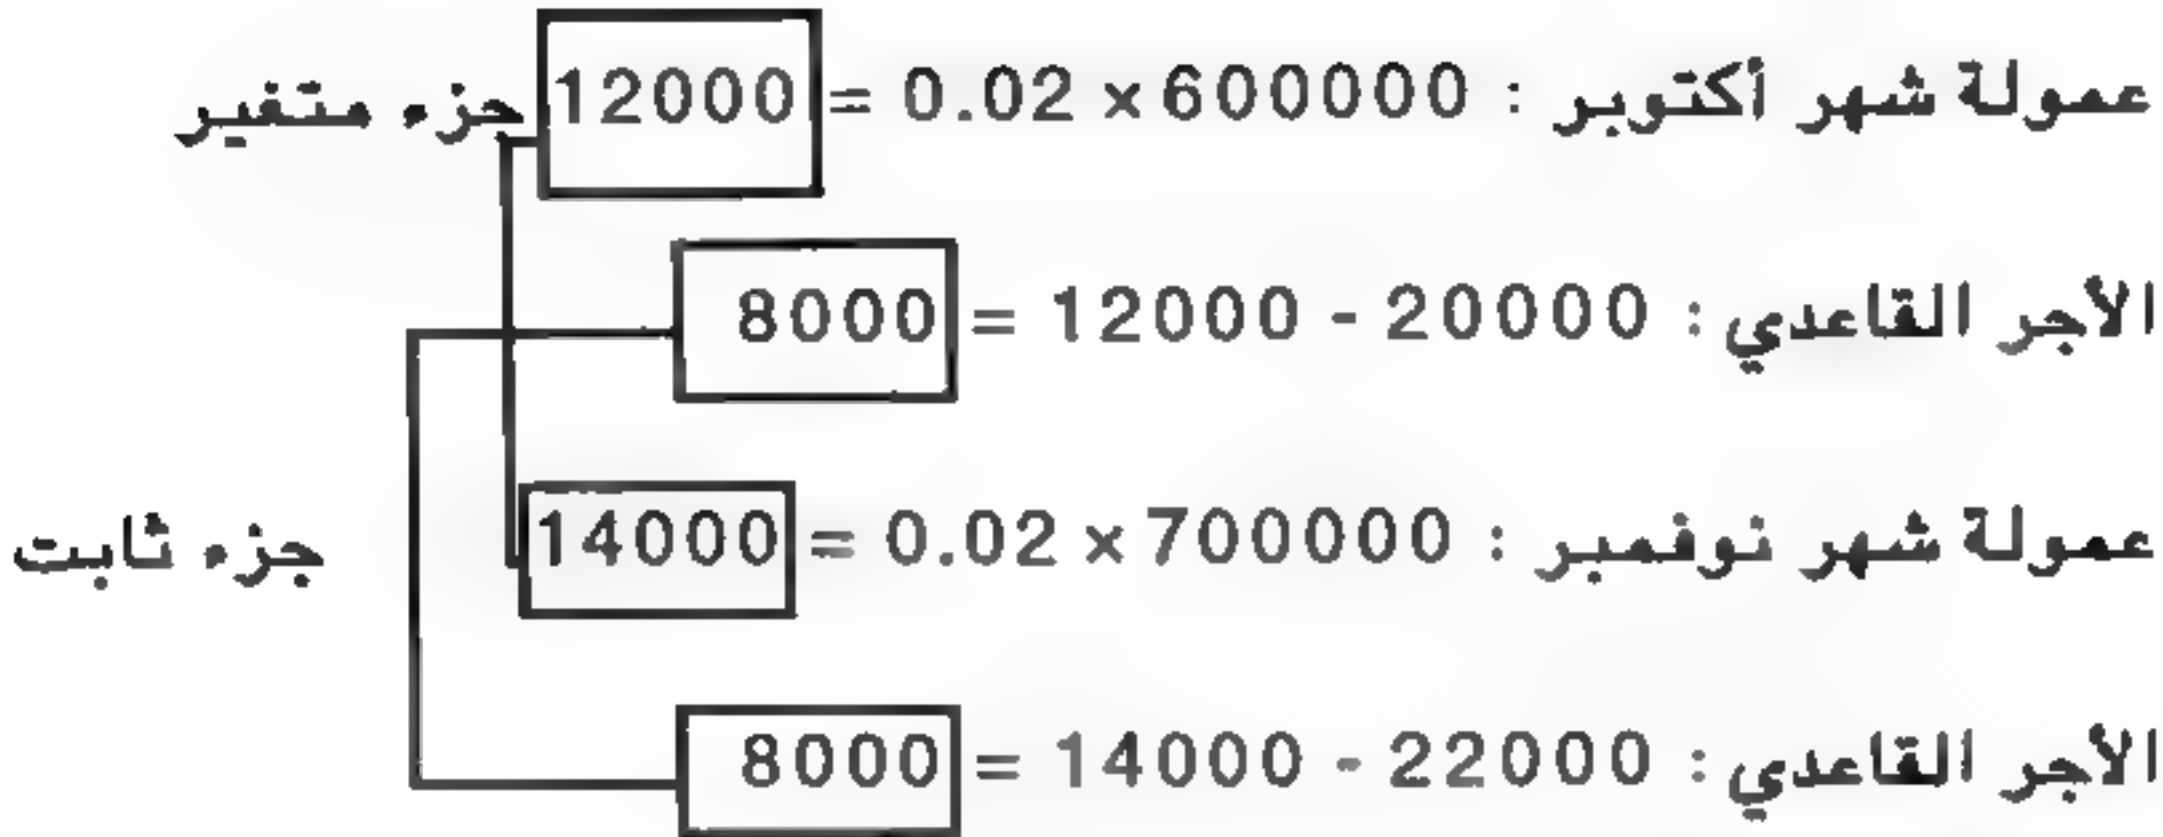 عمولة شهر أكتوبر : 600000 × 0.02 = 12000 جزء متغير
الأجر القاعدي : 20000 - 12000 = 8000
عمولة شهر نوفمبر : 700000 × 0.02 = 14000 جزء ثابت
الأجر القاعدي : 22000 - 14000 = 8000